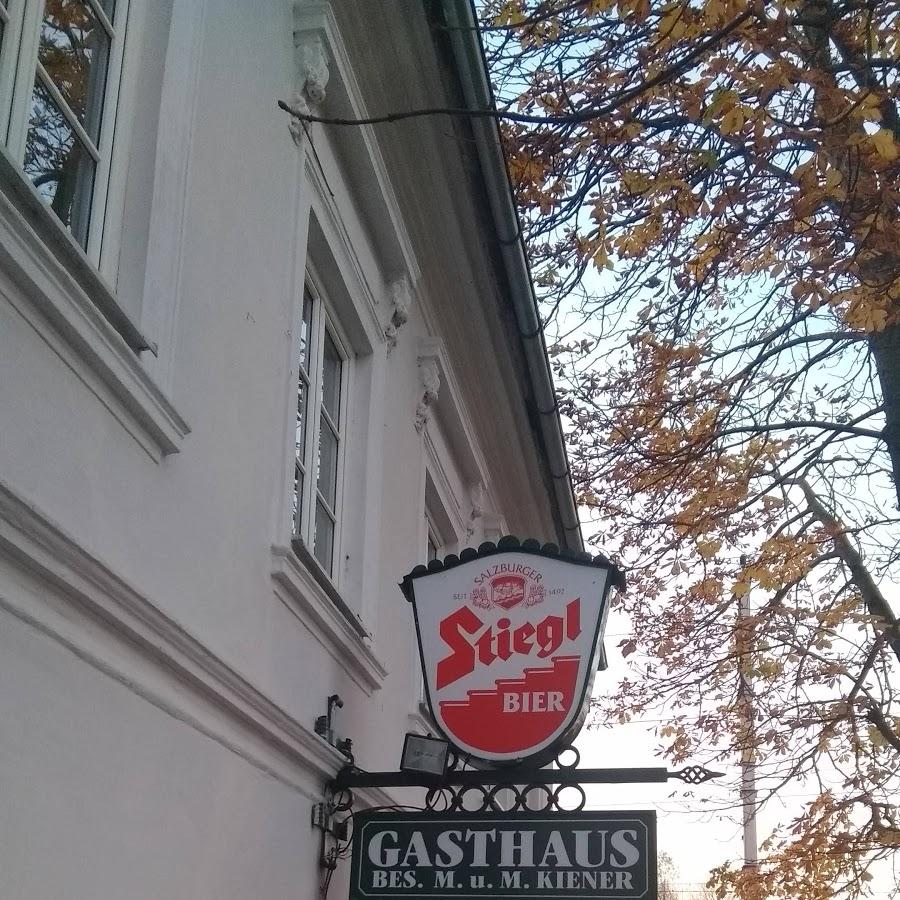 SALZBURGER
SEIT 1492
Stiegl
BIER
GASTHAUS
BES. M. u. M. KIENER